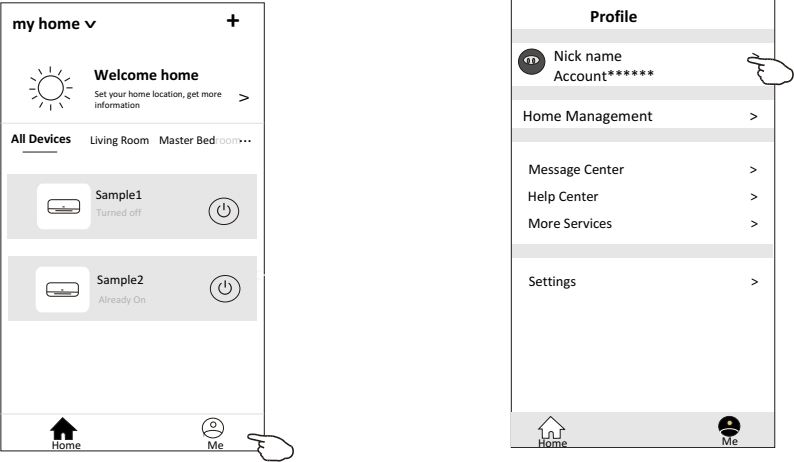 my home ∨ +
Welcome home
Set your home location, get more
information
>
All Devices Living Room Master Bedroom ···
Sample1
Turned off
Sample2
Already On
Home Me
Profile
Nick name
Account******
>
Home Management >
Message Center >
Help Center >
More Services >
Settings >
Home Me